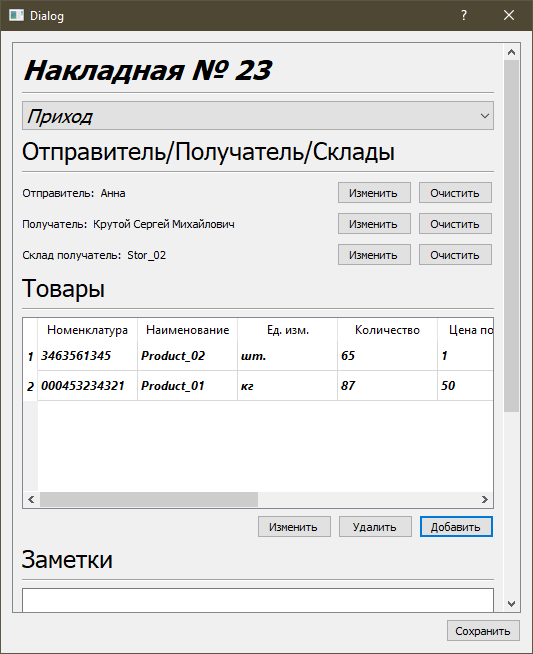 Dialog
Накладная № 23
Приход
Отправитель/Получатель/Склады
Отправитель: Анна Изменить Очистить
Получатель: Крутой Сергей Михайлович Изменить Очистить
Склад получатель: Stor_02 Изменить Очистить
Товары
Номенклатура Наименование Ед. изм. Количество Цена по
1 3463561345 Product_02 шт. 65 1
2 000453234321 Product_01 кг 87 50
Изменить Удалить Добавить
Заметки
Сохранить